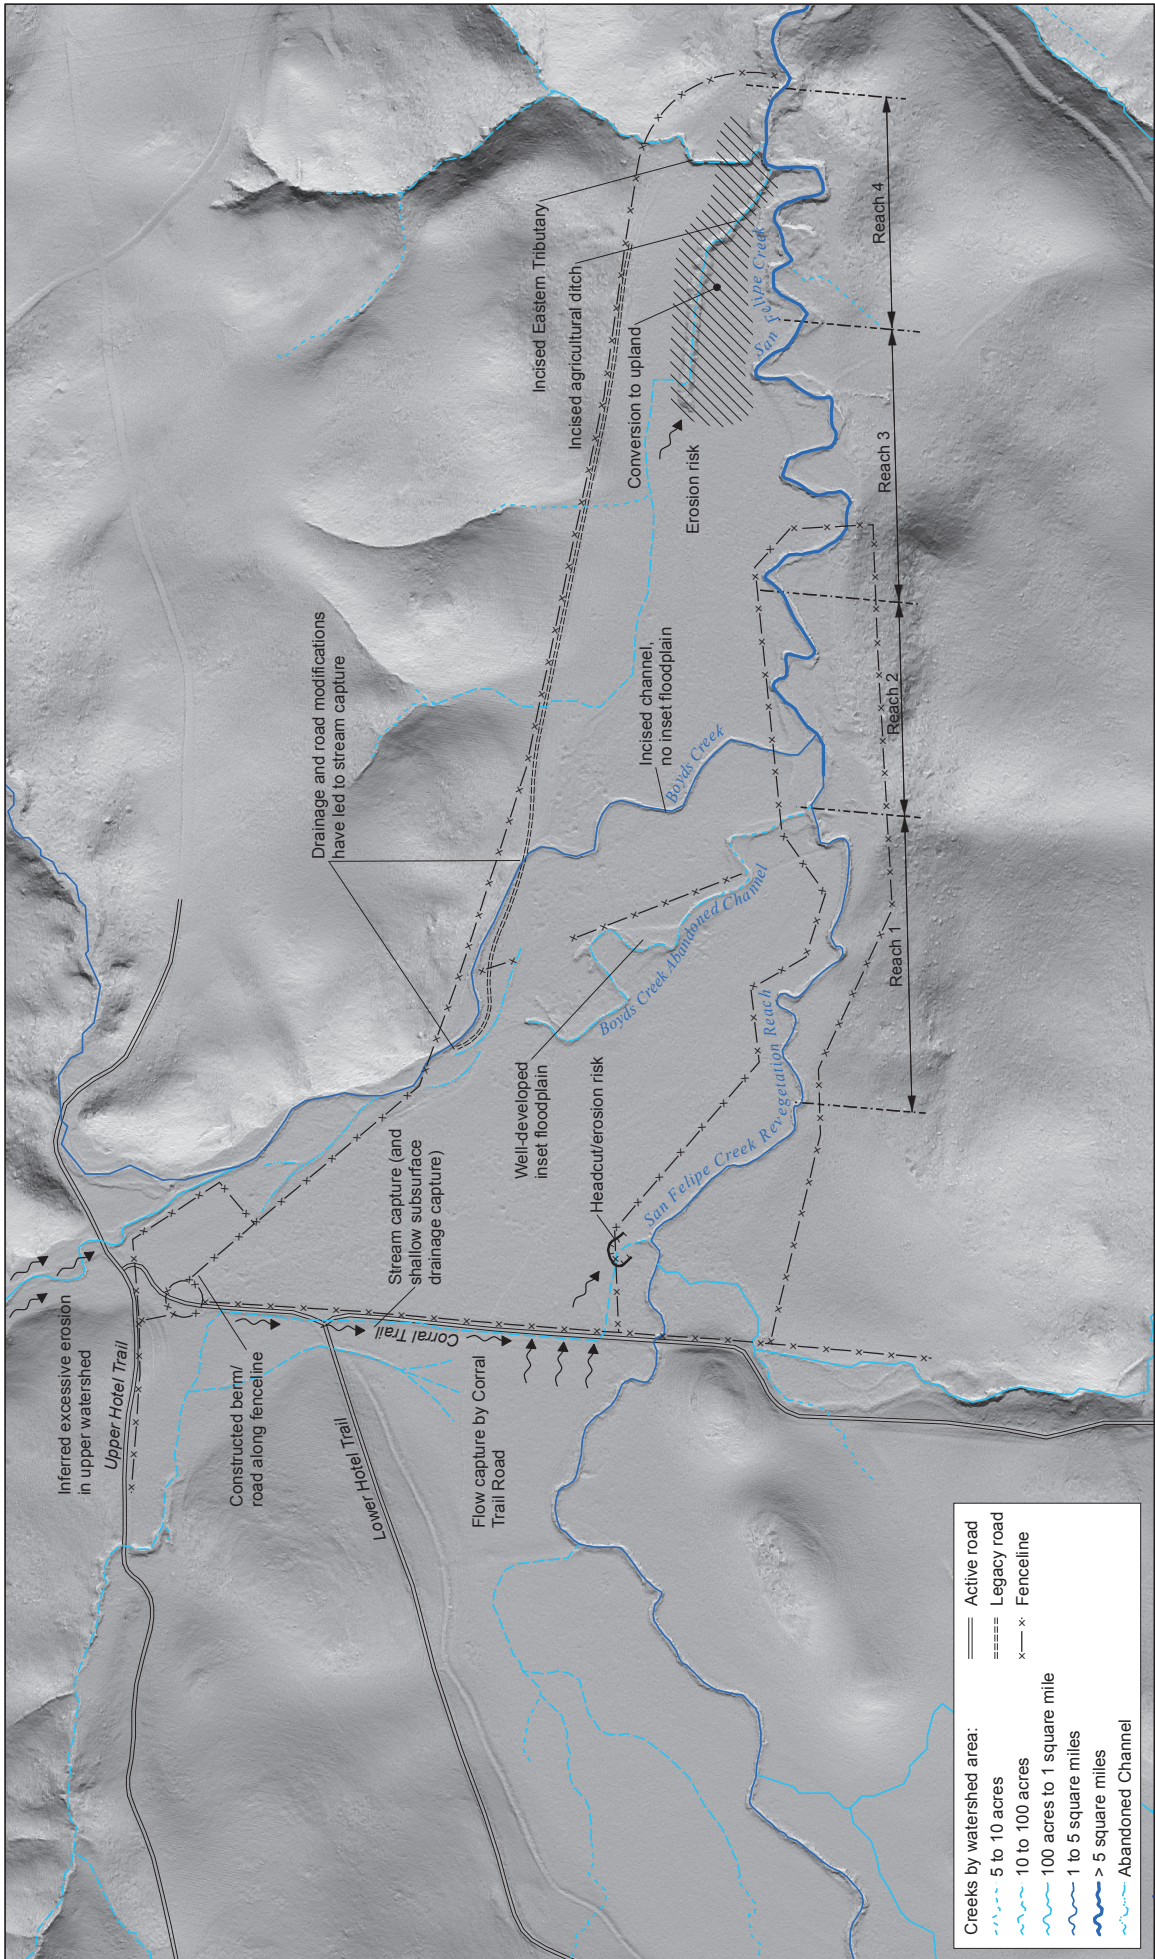 Inferred excessive erosion
in upper watershed
Upper Hotel Trail
Constructed berm/
road along fenceline
Lower Hotel Trail
Corral Trail
Stream capture (and
shallow subsurface
drainage capture)
Flow capture by Corral
Trail Road
Drainage and road modifications
have led to stream capture
Well-developed
inset floodplain
Headcut/erosion risk
Boyds Creek Abandoned Channel
San Felipe Creek Revegetation Reach
Boyds Creek
Incised channel,
no inset floodplain
Incised Eastern Tributary
Incised agricultural ditch
Conversion to upland
Erosion risk
San Felipe Creek
Reach 1
Reach 2
Reach 3
Reach 4
Creeks by watershed area:
5 to 10 acres
10 to 100 acres
100 acres to 1 square mile
1 to 5 square miles
> 5 square miles
Abandoned Channel
Active road
Legacy road
Fenceline